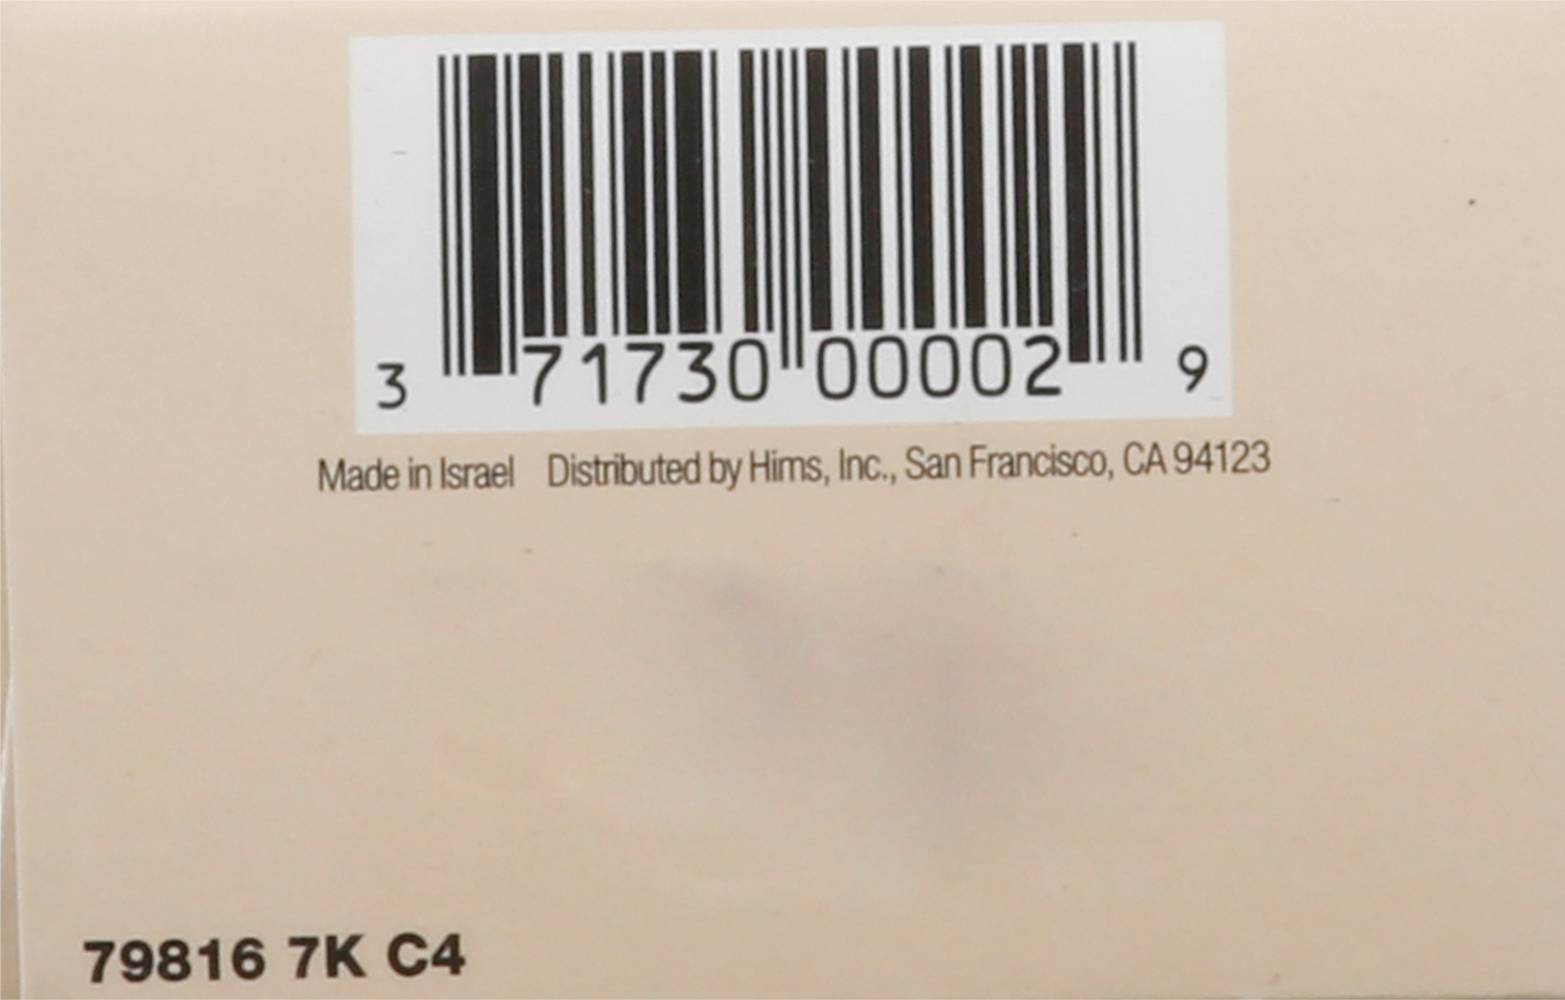 3 71730 00002 9
Made in Israel Distributed by Hims, Inc., San Francisco, CA 94123
79816 7K C4